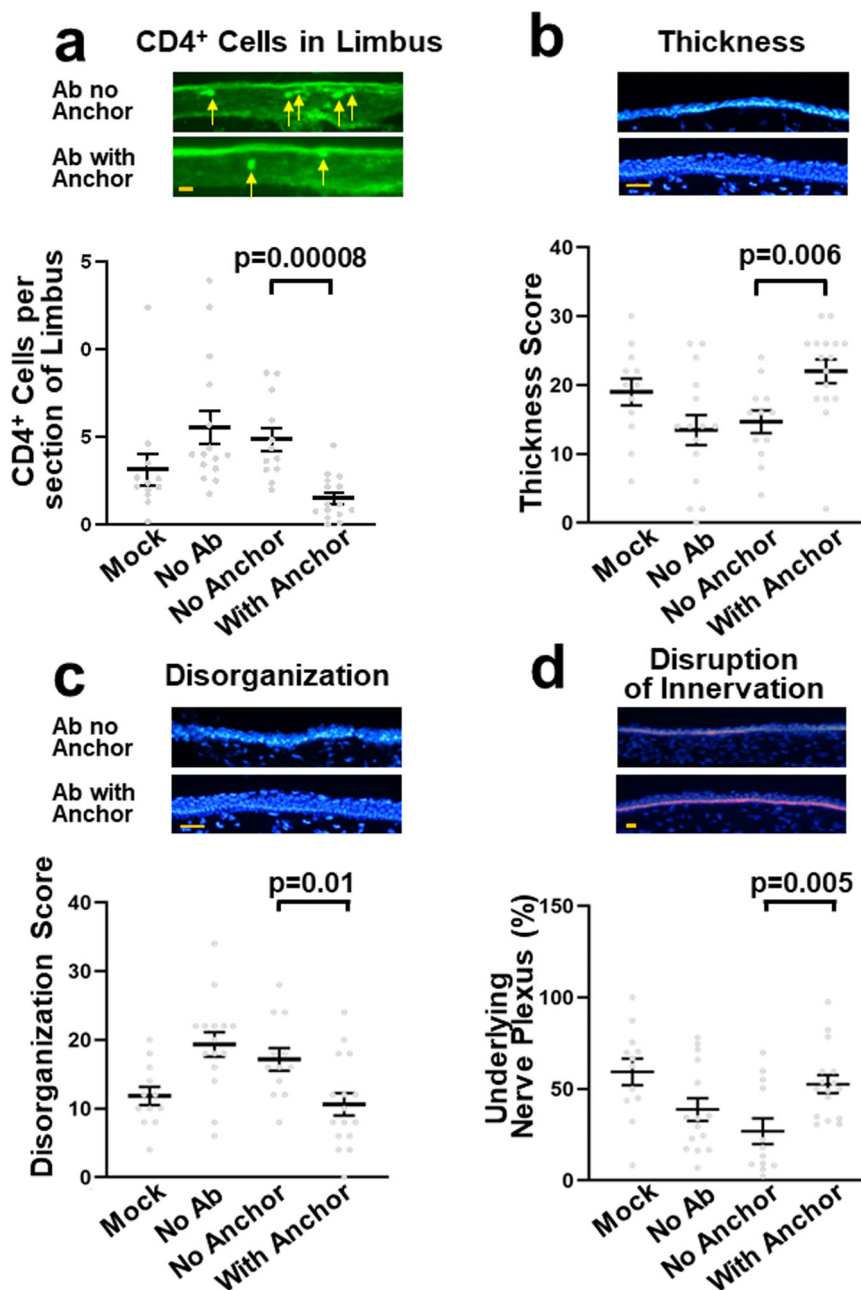 a CD4⁺ Cells in Limbus
Ab no
Anchor
Ab with
Anchor
p=0.00008
CD4⁺ Cells per
section of Limbus
5
0
5
0
Mock
No Ab
No Anchor
With Anchor
b Thickness
p=0.006
Thickness Score
40
30
20
10
0
Mock
No Ab
No Anchor
With Anchor
c Disorganization
Ab no
Anchor
Ab with
Anchor
p=0.01
Disorganization Score
40
30
20
10
0
Mock
No Ab
No Anchor
With Anchor
d Disruption
of Innervation
p=0.005
Underlying
Nerve Plexus (%)
150
100
50
0
Mock
No Ab
No Anchor
With Anchor